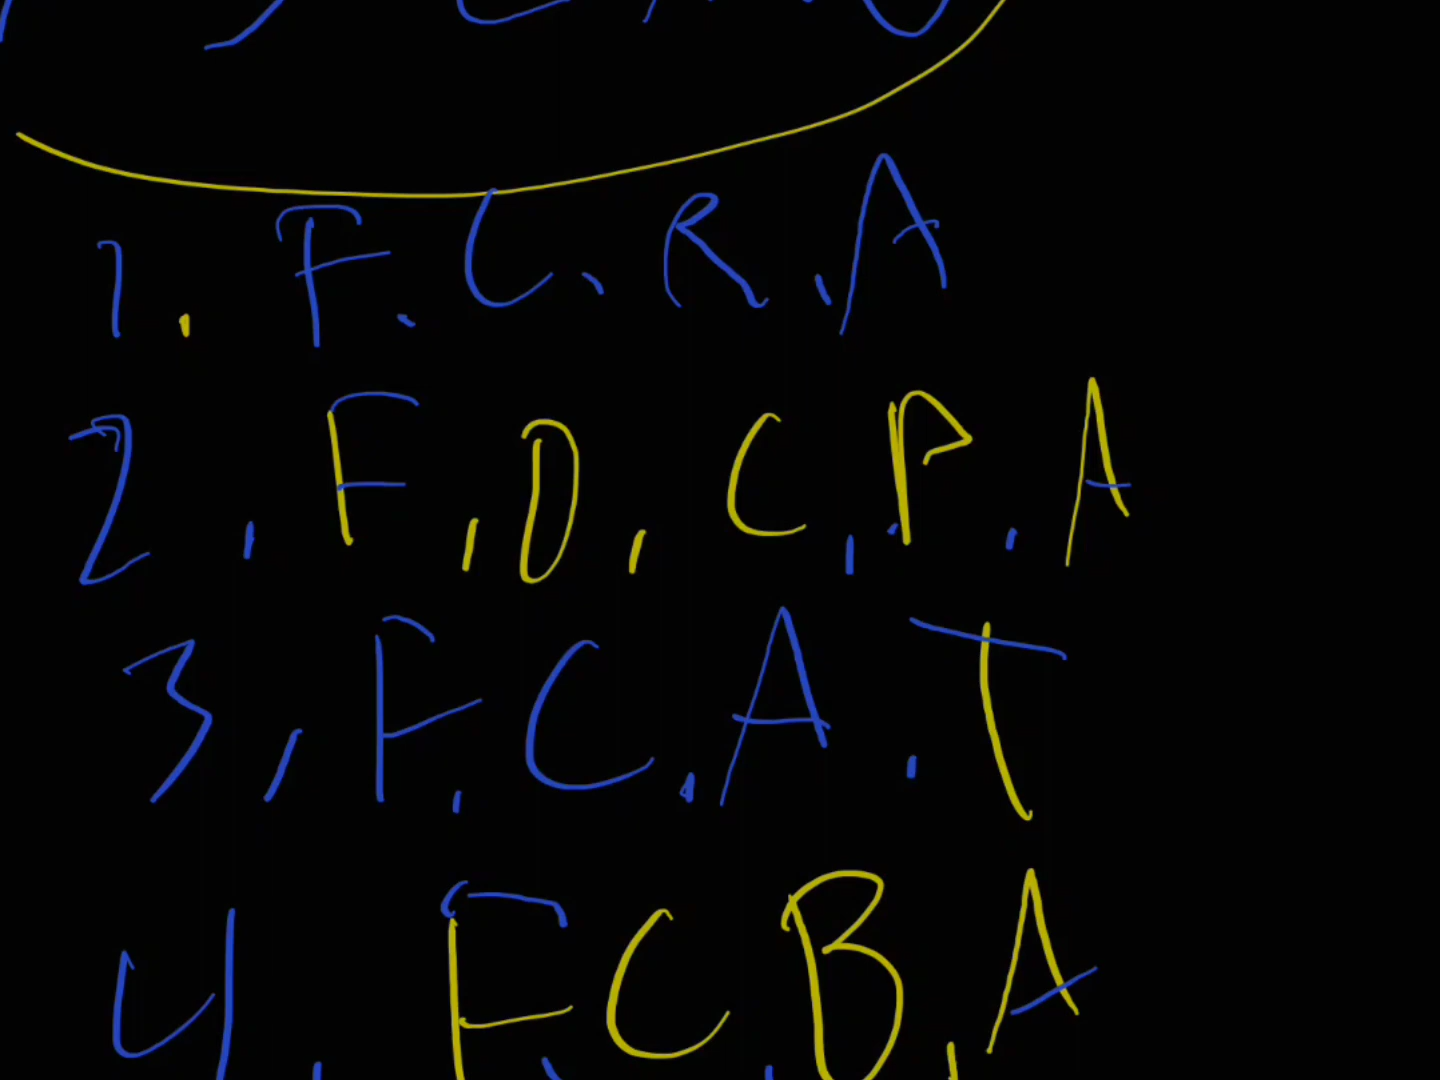 1. F. C. R. A
2. F, D, C, P, A
3, F. C. A. T
4, F, C, B, A